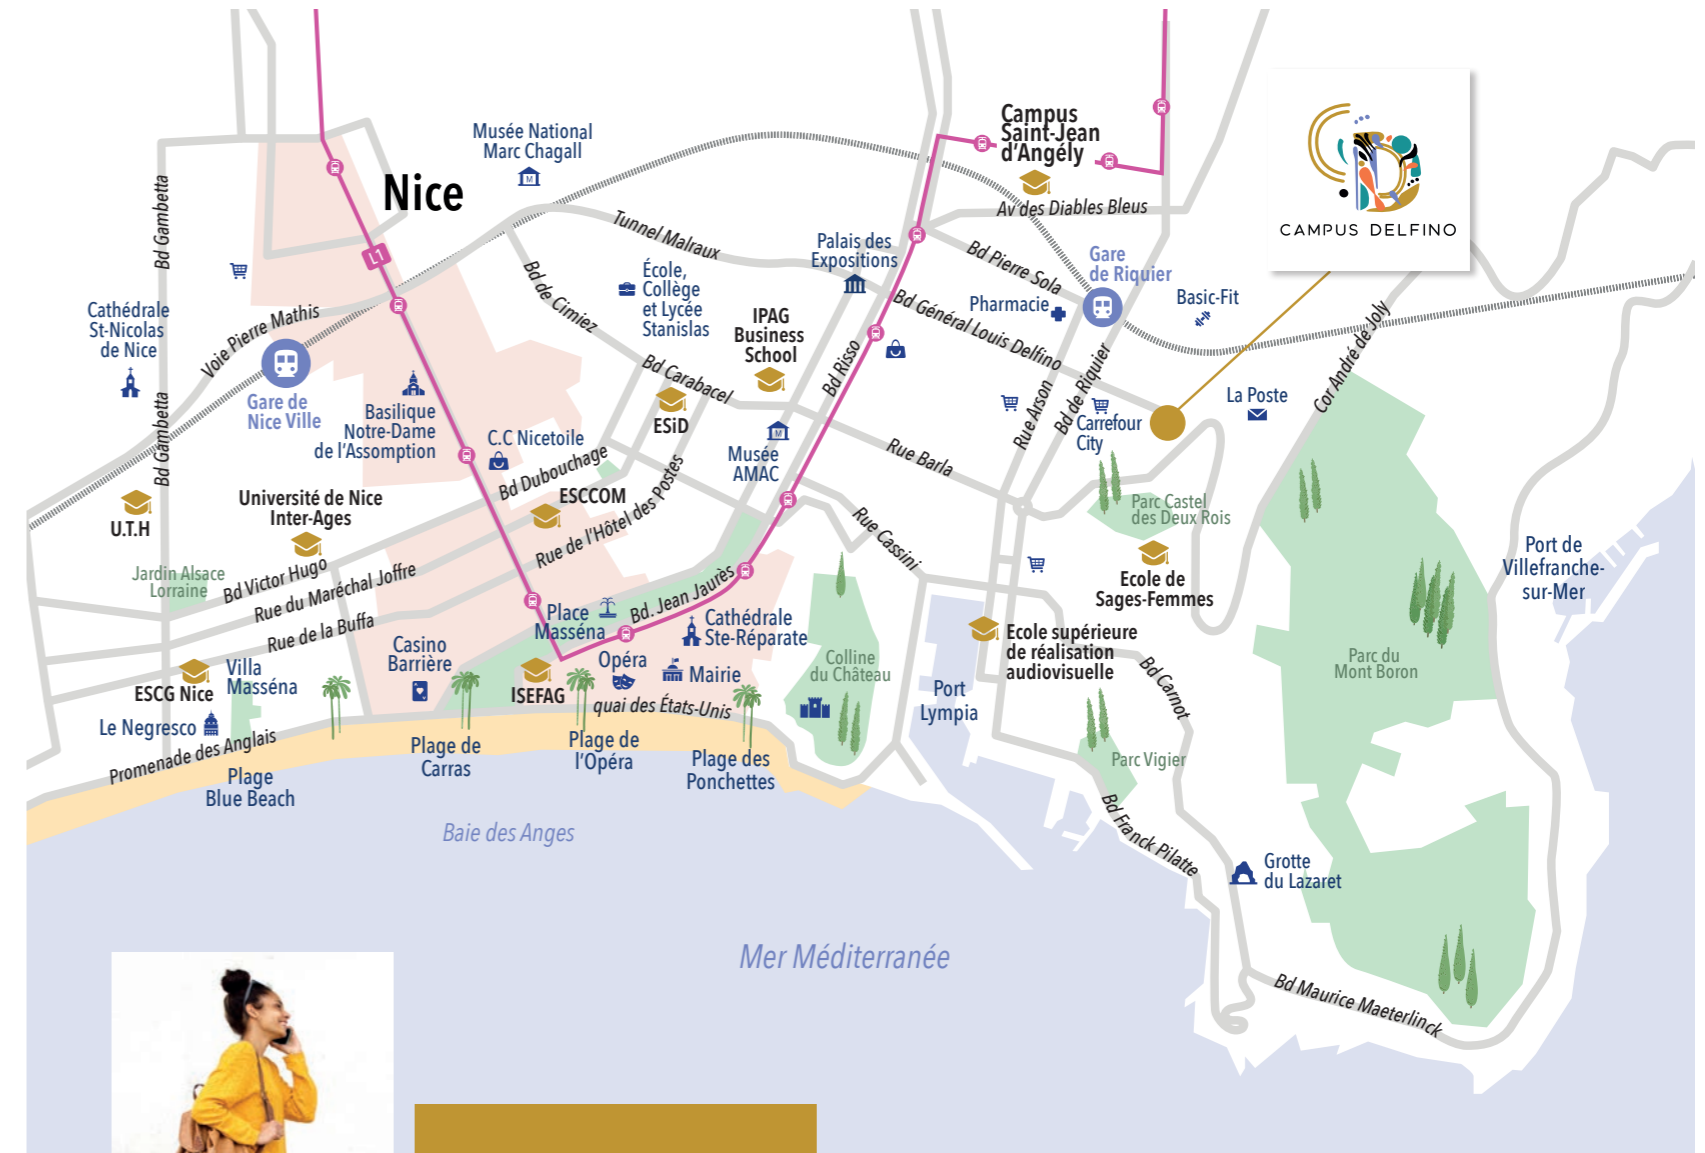 Campus
Saint-Jean
d'Angély
Musée National
Marc Chagall
Nice
Bd Gambetta
Av des Diables Bleus
Tunnel Malraux
CAMPUS DELFINO
Palais des
Expositions
Bd Pierre Sola
Gare
de Riquier
L1
École,
Collège
et Lycée
Stanislas
Bd de Cimiez
Pharmacie
Basic-Fit
Bd Général Louis Delfino
Cathédrale
St-Nicolas
de Nice
Voie Pierre Mathis
IPAG
Business
School
Bd Risso
Cor André de Joly
Bd Carabacel
Rue Arson
Bd de Riquier
La Poste
Gare de
Nice Ville
Bd Gambetta
Basilique
Notre-Dame
de l'Assomption
ESiD
Carrefour
City
C.C Nicetoile
Musée
AMAC
Rue Barla
Bd Dubouchage
Université de Nice
Inter-Ages
ESCCOM
Rue de l'Hôtel des Postes
Parc Castel
des Deux Rois
U.T.H
Rue Cassini
Port de
Villefranche-
sur-Mer
Jardin Alsace
Lorraine
Bd Victor Hugo
Rue du Maréchal Joffre
Ecole de
Sages-Femmes
Rue de la Buffa
Place
Masséna
Bd. Jean Jaurès
Cathédrale
Ste-Réparate
Ecole supérieure
de réalisation
audiovisuelle
Casino
Barrière
Opéra
Mairie
Colline
du Château
Parc du
Mont Boron
Villa
Masséna
ESCG Nice
ISEFAG
quai des États-Unis
Port
Lympia
Bd Carnot
Le Negresco
Promenade des Anglais
Plage de
Carras
Plage de
l'Opéra
Plage des
Ponchettes
Parc Vigier
Plage
Blue Beach
Baie des Anges
Bd Franck Pilatte
Grotte
du Lazaret
Mer Méditerranée
Bd Maurice Maeterlinck